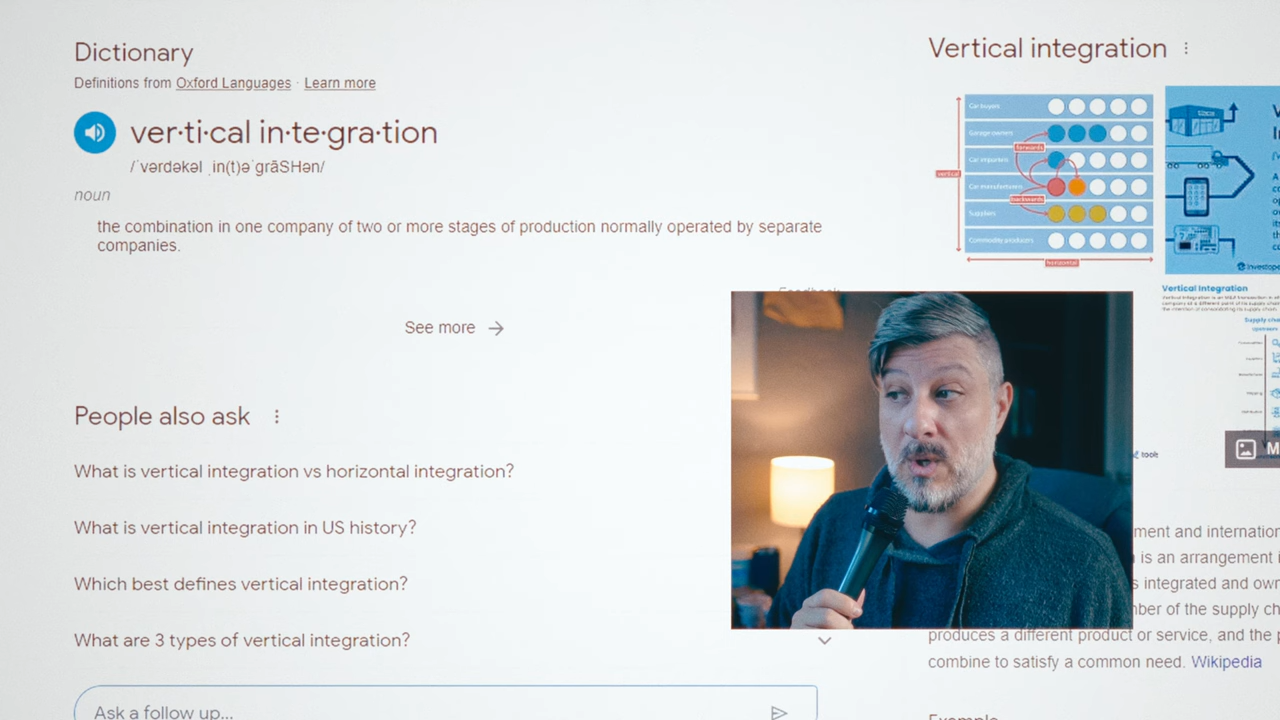 Dictionary
Definitions from Oxford Languages · Learn more
ver·ti·cal in·te·gra·tion
/ˈvərdəkəl ˌin(t)əˈɡrāSHən/
noun
the combination in one company of two or more stages of production normally operated by separate
companies.
Feedback
See more →
People also ask
What is vertical integration vs horizontal integration?
What is vertical integration in US history?
Which best defines vertical integration?
What are 3 types of vertical integration?
Ask a follow up...
Vertical integration
Car buyers
Garage owners
forwards
Car importers
vertical
Car manufacturers
backwards
Suppliers
Commodity producers
horizontal
Vertical Integration
tools
ment and internation
is an arrangement i
s integrated and own
ber of the supply ch
produces a different product or service, and the p
combine to satisfy a common need. Wikipedia